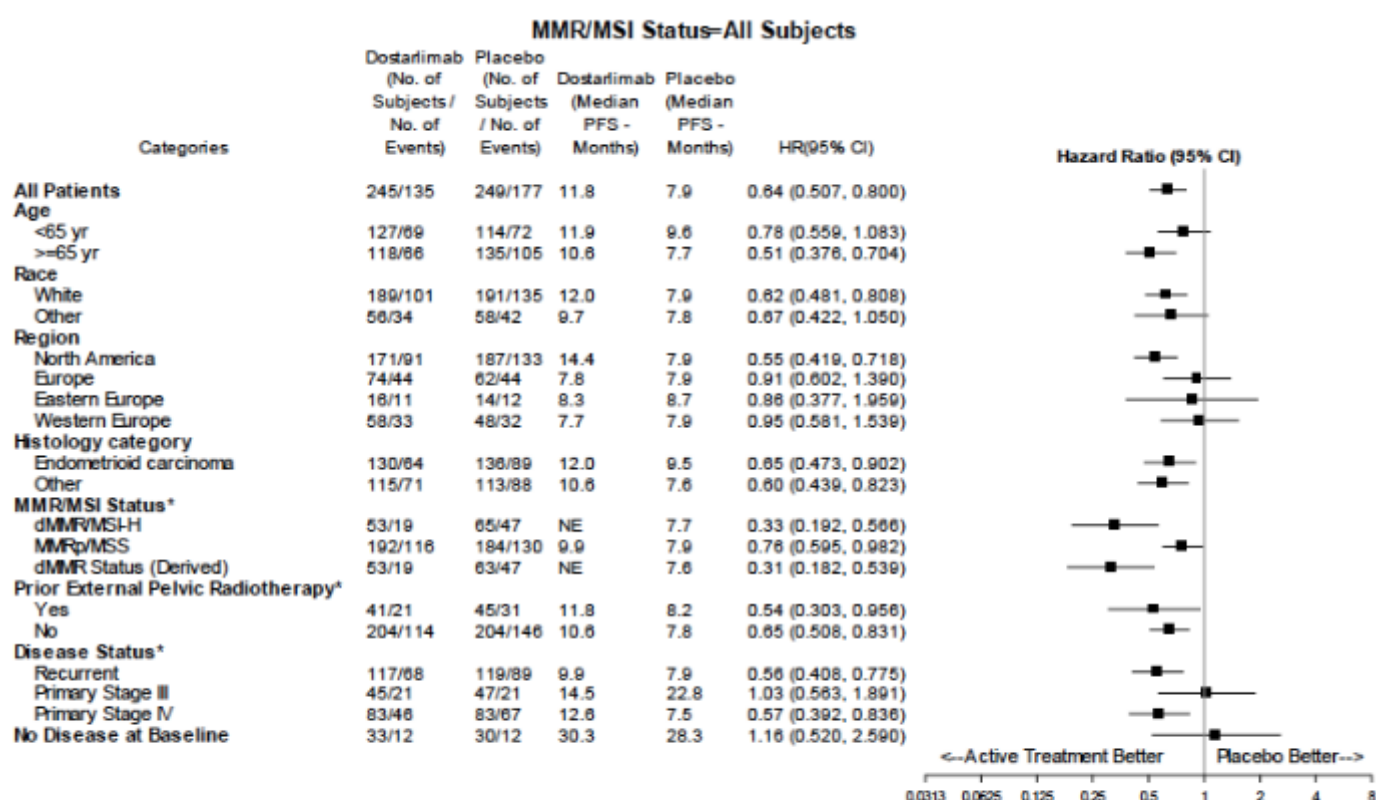 MMR/MSI Status=All Subjects
Dostarlimab Placebo
(No. of (No. of Dostarlimab Placebo
Subjects / Subjects (Median (Median
No. of / No. of PFS - PFS -
Categories Events) Events) Months) Months) HR(95% CI)
Hazard Ratio (95% CI)
All Patients 245/135 249/177 11.8 7.9 0.64 (0.507, 0.800)
Age
<65 yr 127/69 114/72 11.9 9.6 0.78 (0.559, 1.083)
>=65 yr 118/66 135/105 10.6 7.7 0.51 (0.376, 0.704)
Race
White 189/101 191/135 12.0 7.9 0.62 (0.481, 0.808)
Other 56/34 58/42 9.7 7.8 0.67 (0.422, 1.050)
Region
North America 171/91 187/133 14.4 7.9 0.55 (0.419, 0.718)
Europe 74/44 62/44 7.8 7.9 0.91 (0.602, 1.390)
Eastern Europe 16/11 14/12 8.3 8.7 0.86 (0.377, 1.959)
Western Europe 58/33 48/32 7.7 7.9 0.95 (0.581, 1.539)
Histology category
Endometrioid carcinoma 130/64 136/89 12.0 9.5 0.65 (0.473, 0.902)
Other 115/71 113/88 10.6 7.6 0.60 (0.439, 0.823)
MMR/MSI Status*
dMMR/MSI-H 53/19 65/47 NE 7.7 0.33 (0.192, 0.566)
MMRp/MSS 192/116 184/130 9.9 7.9 0.76 (0.595, 0.982)
dMMR Status (Derived) 53/19 63/47 NE 7.6 0.31 (0.182, 0.539)
Prior External Pelvic Radiotherapy*
Yes 41/21 45/31 11.8 8.2 0.54 (0.303, 0.956)
No 204/114 204/146 10.6 7.8 0.65 (0.508, 0.831)
Disease Status*
Recurrent 117/68 119/89 9.9 7.9 0.56 (0.408, 0.775)
Primary Stage III 45/21 47/21 14.5 22.8 1.03 (0.563, 1.891)
Primary Stage IV 83/46 83/67 12.6 7.5 0.57 (0.392, 0.836)
No Disease at Baseline 33/12 30/12 30.3 28.3 1.16 (0.520, 2.590)
<--Active Treatment Better Placebo Better-->
0.0313 0.0625 0.125 0.25 0.5 1 2 4 8